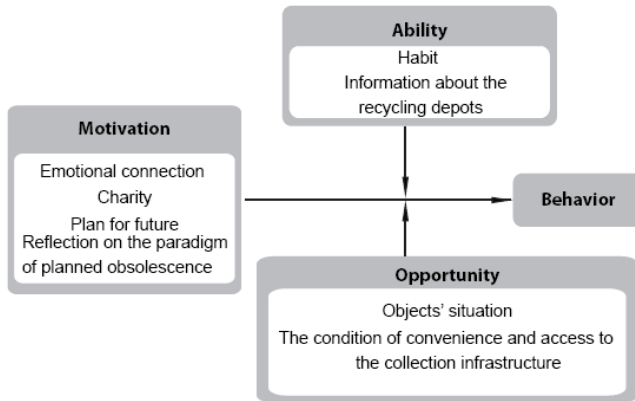 Ability
Habit
Information about the
recycling depots
Motivation
Emotional connection
Charity
Plan for future
Reflection on the paradigm
of planned obsolescence
Behavior
Opportunity
Objects' situation
The condition of convenience and access to
the collection infrastructure